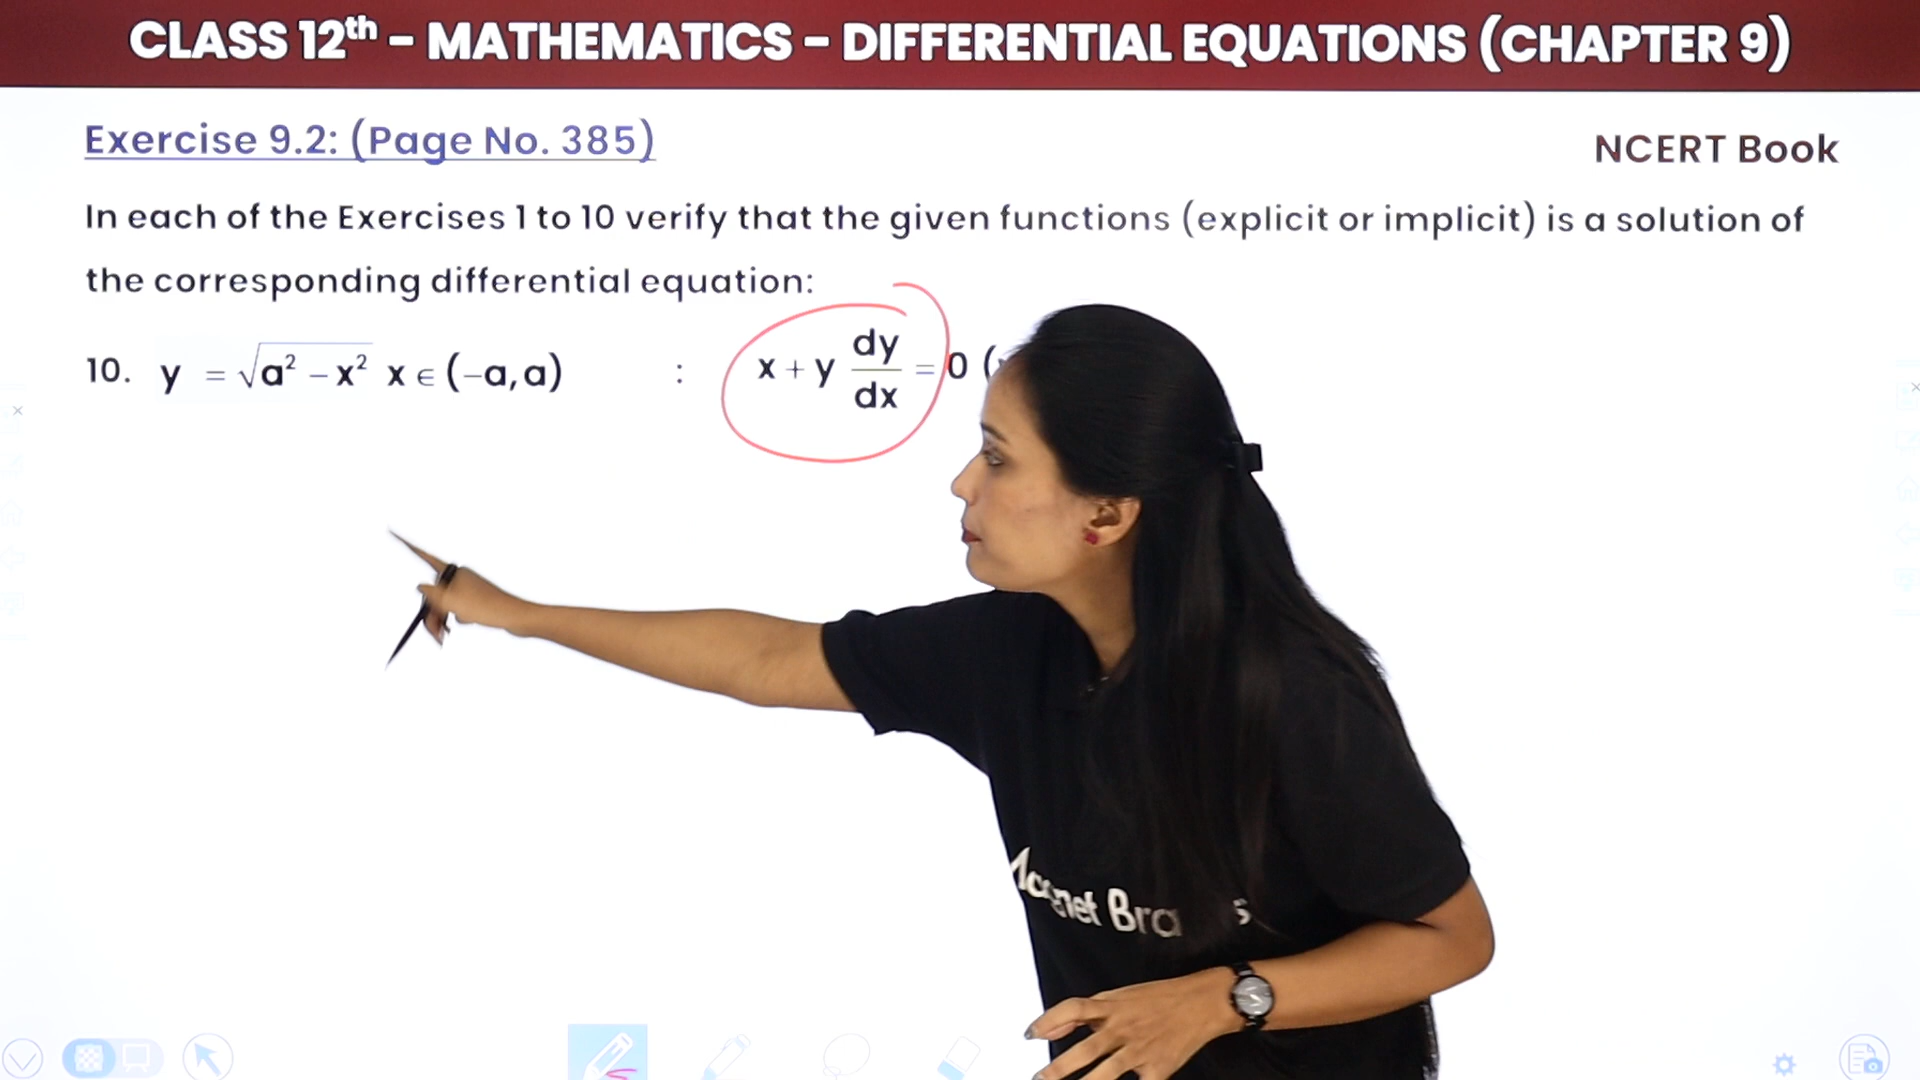 CLASS 12th – MATHEMATICS – DIFFERENTIAL EQUATIONS (CHAPTER 9)
Exercise 9.2: (Page No. 385)
NCERT Book
In each of the Exercises 1 to 10 verify that the given functions (explicit or implicit) is a solution of
the corresponding differential equation:
10. y = √a² – x² x ∈ (–a, a) : x + y dy/dx = 0 (